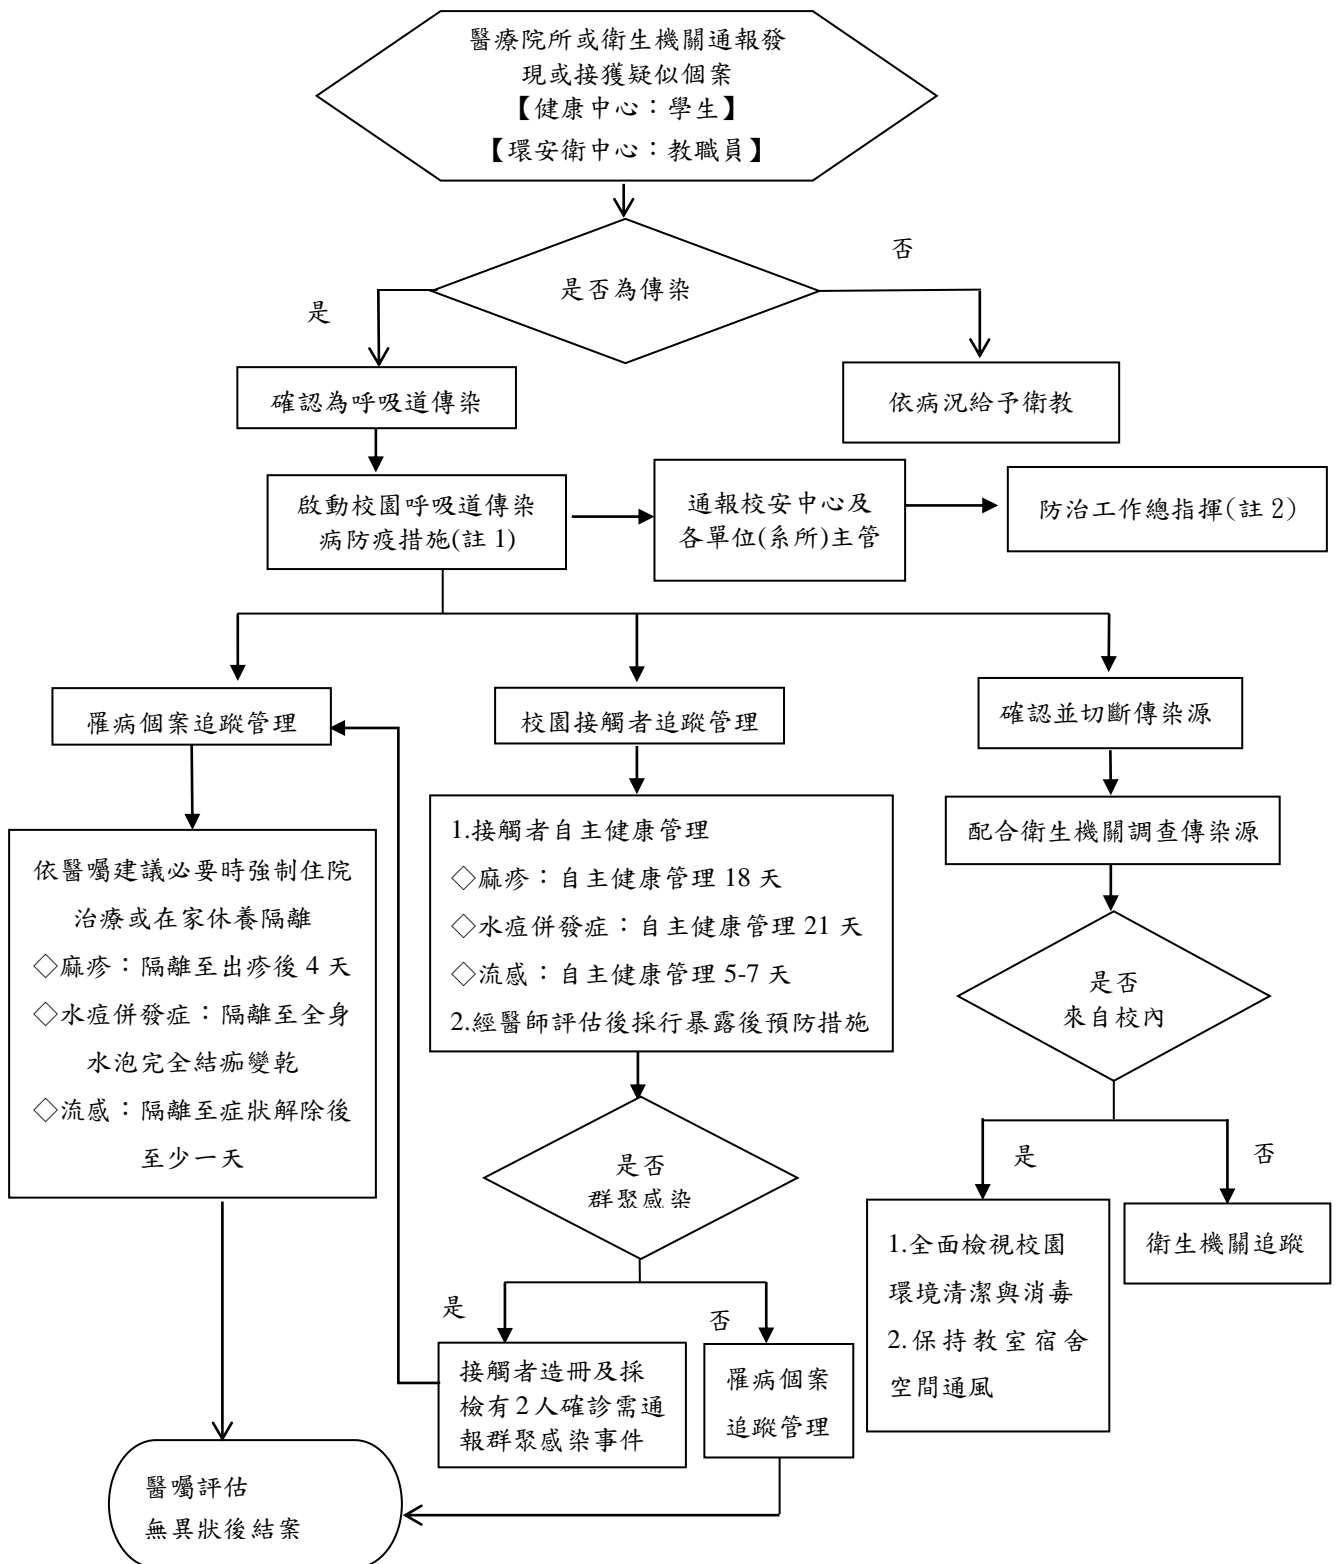 醫療院所或衛生機關通報發
現或接獲疑似個案
【健康中心：學生】
【環安衛中心：教職員】
是否為傳染
否
是
確認為呼吸道傳染
依病況給予衛教
啟動校園呼吸道傳染
病防疫措施(註 1)
通報校安中心及
各單位(系所)主管
防治工作總指揮(註 2)
罹病個案追蹤管理
校園接觸者追蹤管理
確認並切斷傳染源
依醫囑建議必要時強制住院
治療或在家休養隔離
◇麻疹：隔離至出疹後 4 天
◇水痘併發症：隔離至全身
水泡完全結痂變乾
◇流感：隔離至症狀解除後
至少一天
1.接觸者自主健康管理
◇麻疹：自主健康管理 18 天
◇水痘併發症：自主健康管理 21 天
◇流感：自主健康管理 5-7 天
2.經醫師評估後採行暴露後預防措施
配合衛生機關調查傳染源
是否
來自校內
是否
群聚感染
是
否
1.全面檢視校園
環境清潔與消毒
2.保持教室宿舍
空間通風
衛生機關追蹤
是
否
接觸者造冊及採
檢有 2 人確診需通
報群聚感染事件
罹病個案
追蹤管理
醫囑評估
無異狀後結案